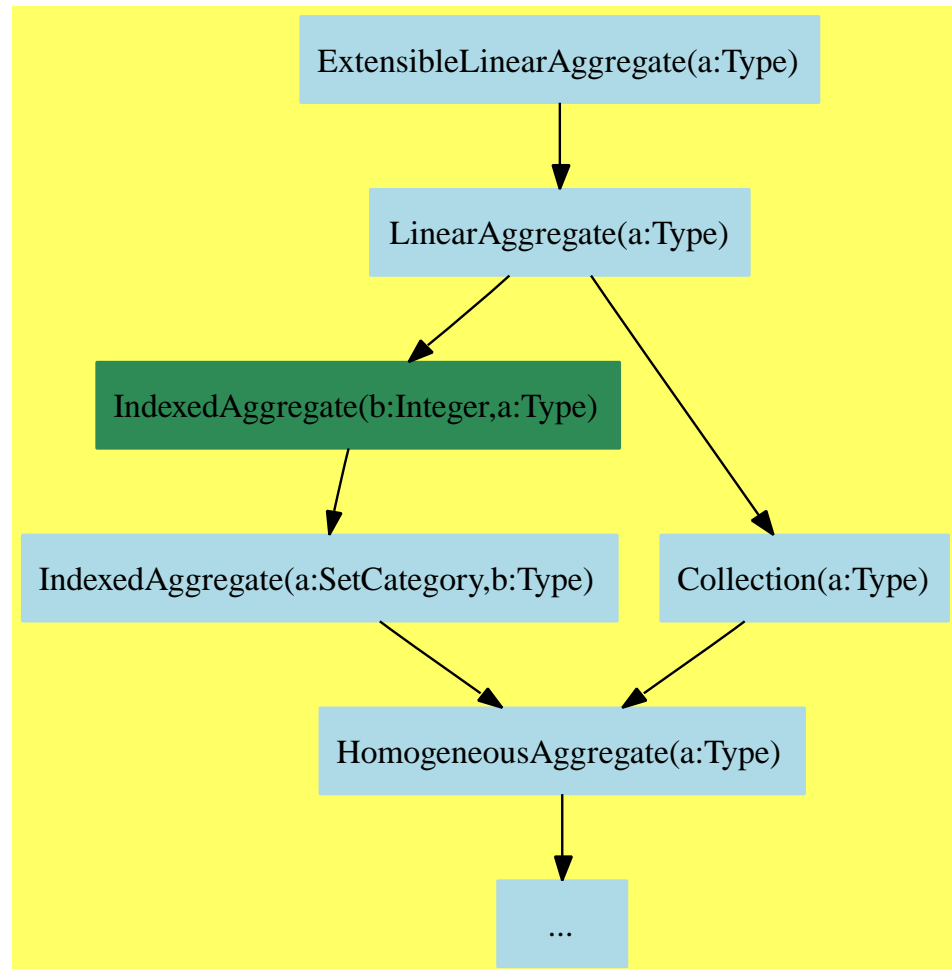 ExtensibleLinearAggregate(a:Type)
LinearAggregate(a:Type)
IndexedAggregate(b:Integer,a:Type)
IndexedAggregate(a:SetCategory,b:Type)
Collection(a:Type)
HomogeneousAggregate(a:Type)
...